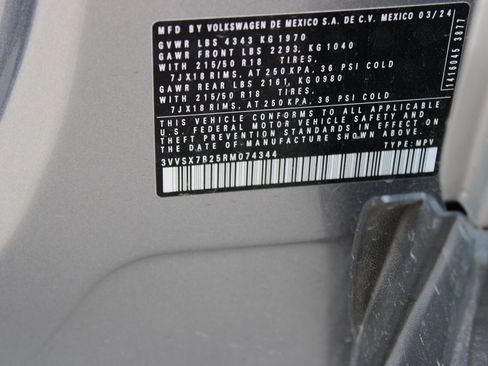 MFD BY VOLKSWAGEN DE MEXICO S.A. DE C.V. MEXICO 03/24
GVWR LBS 4343 KG 1970
GAWR FRONT LBS 2293, KG 1040
WITH 215/50 R18 TIRES.
7JX18 RIMS, AT 250 KPA, 36 PSI COLD
GAWR REAR LBS 2161, KG 0980
WITH 215/50 R18 TIRES.
7JX18 RIMS, AT 250 KPA, 36 PSI COLD
THIS VEHICLE CONFORMS TO ALL APPLICABLE
U.S. FEDERAL MOTOR VEHICLE SAFETY AND
THEFT PREVENTION STANDARDS IN EFFECT ON
THE DATE OF MANUFACTURE SHOWN ABOVE.
3VVSX7B25RM074344 TYPE: MPV
1416045 3877